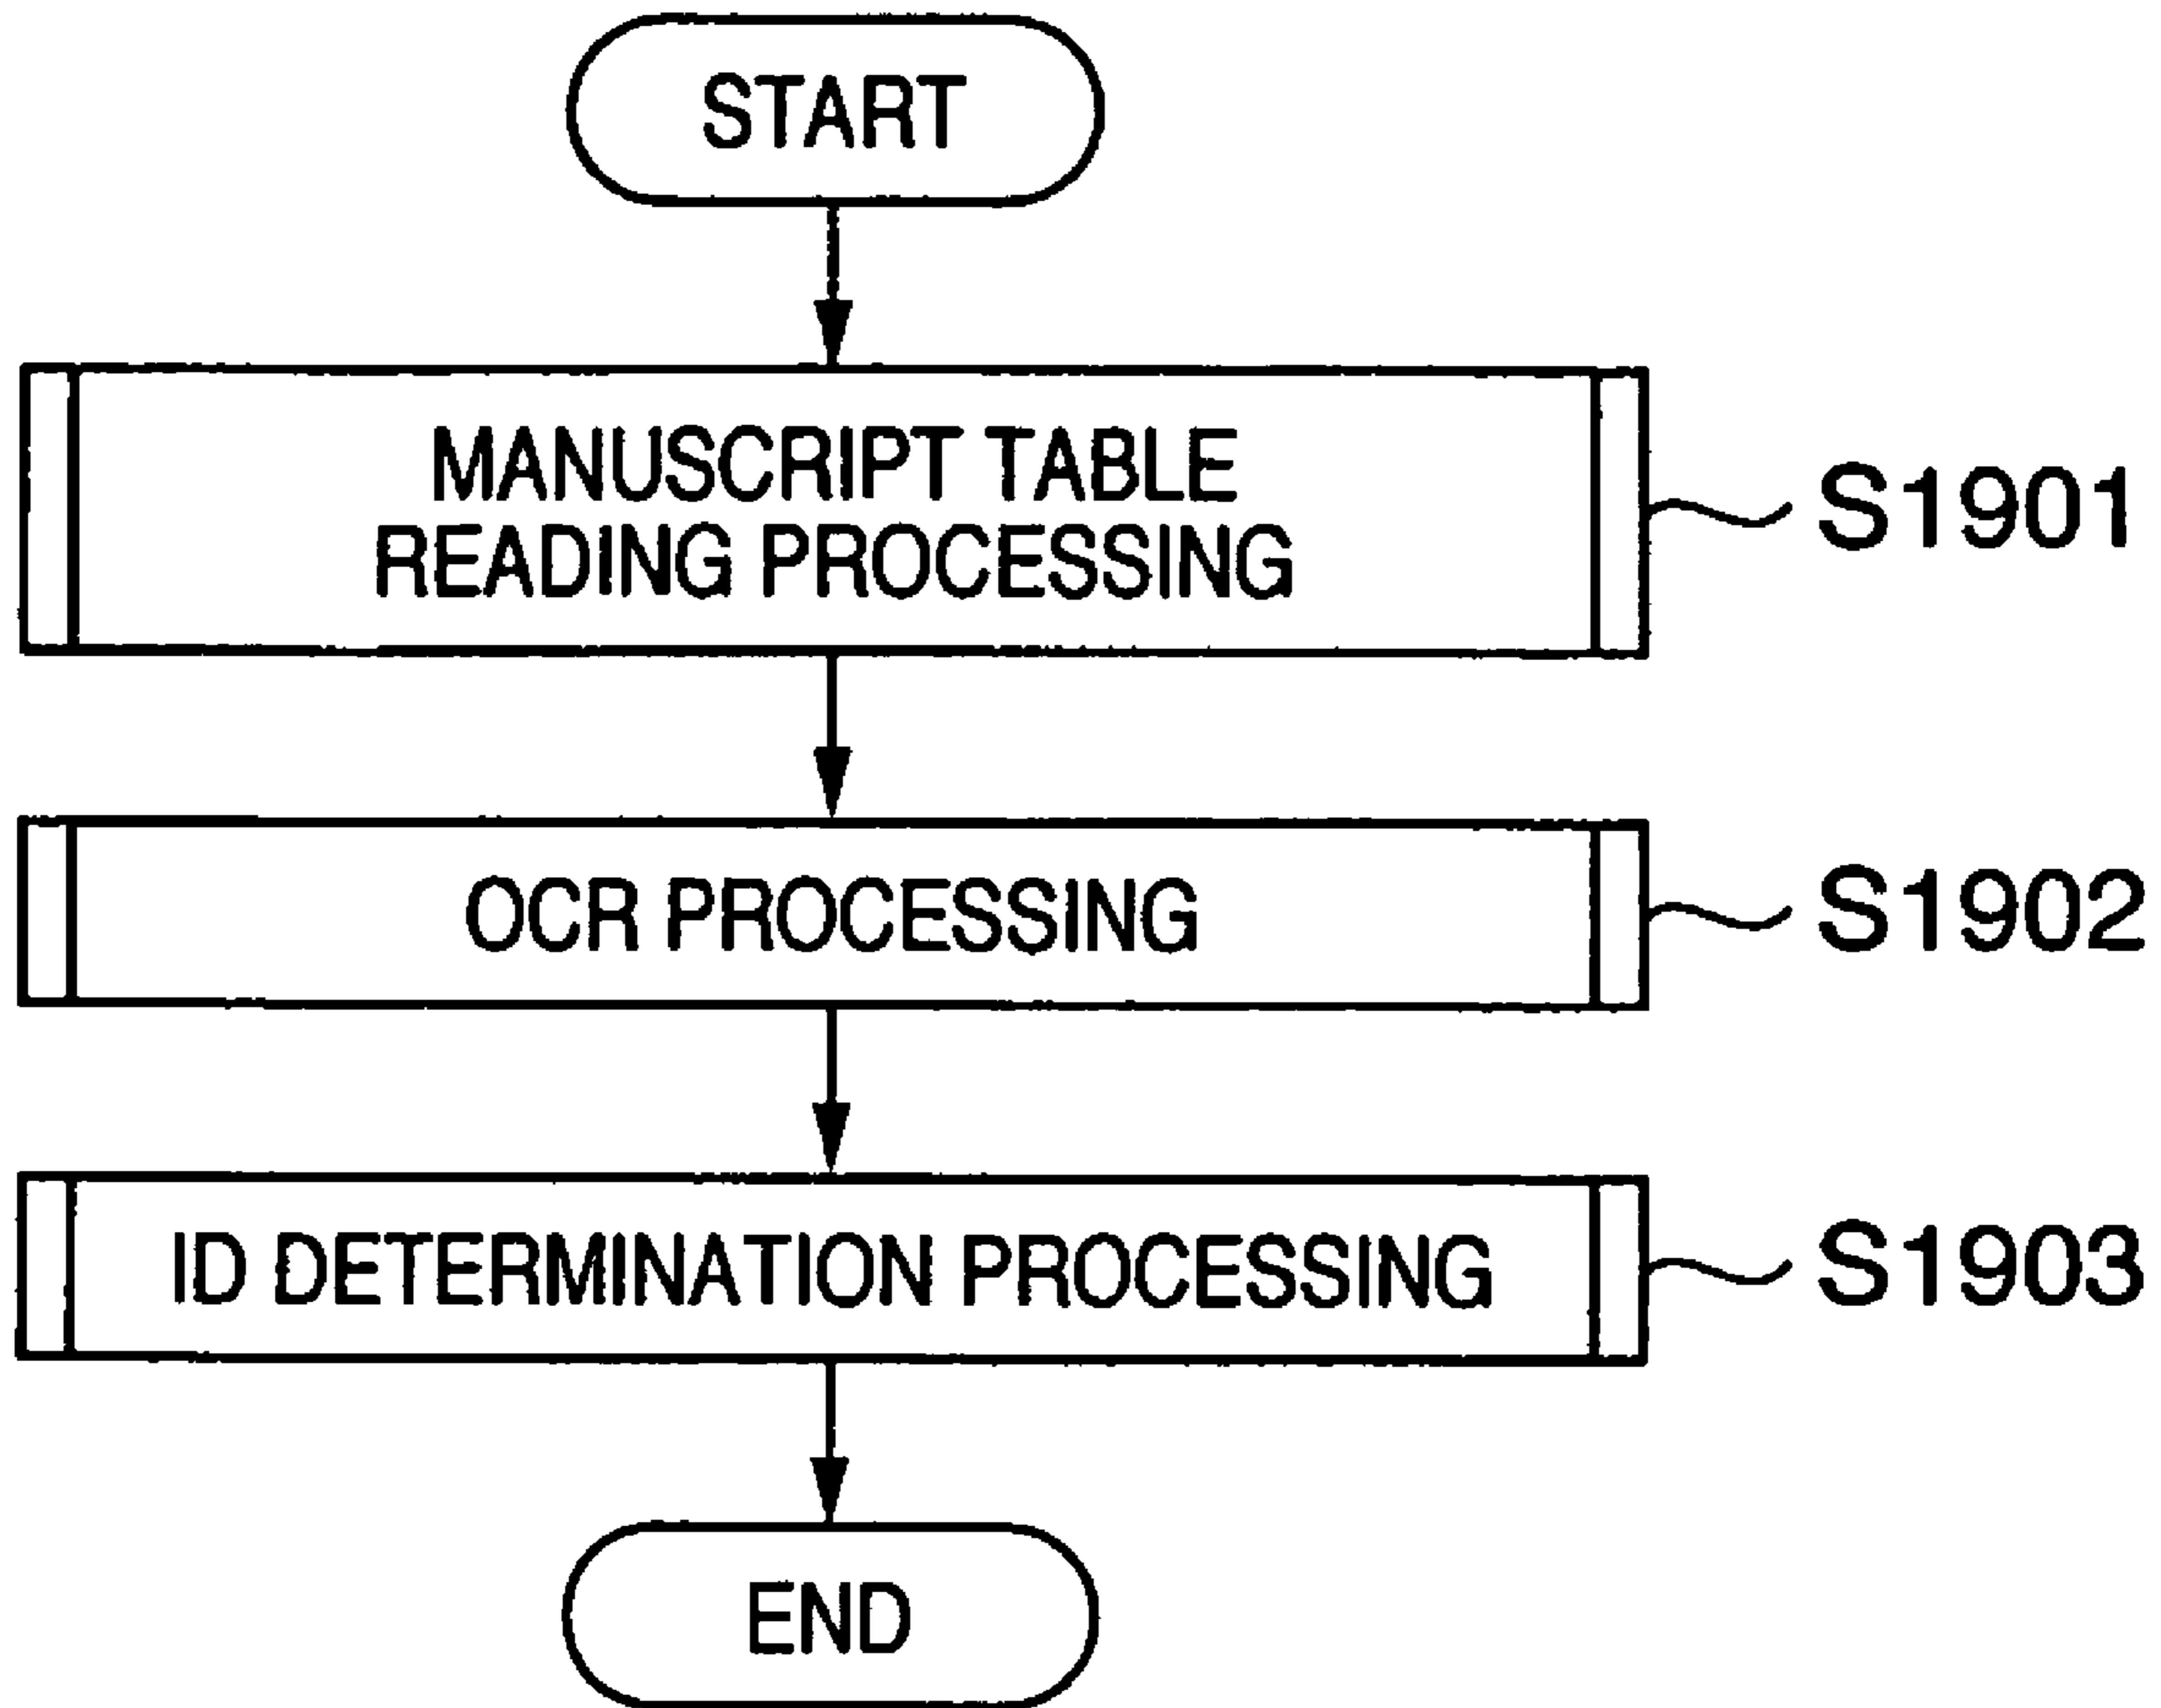 START
MANUSCRIPT TABLE
READING PROCESSING
S1901
OCR PROCESSING
S1902
ID DETERMINATION PROCESSING
S1903
END